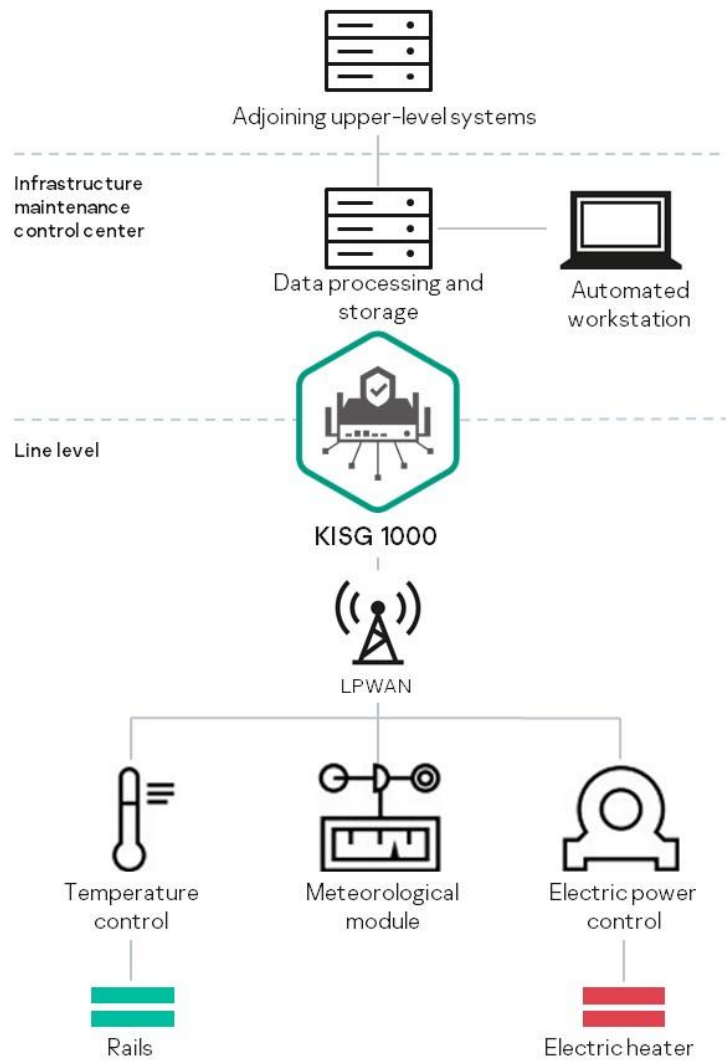 Adjoining upper-level systems
Infrastructure
maintenance
control center
Data processing and
storage
Automated
workstation
Line level
KISG 1000
LPWAN
Temperature
control
Meteorological
module
Electric power
control
Rails
Electric heater